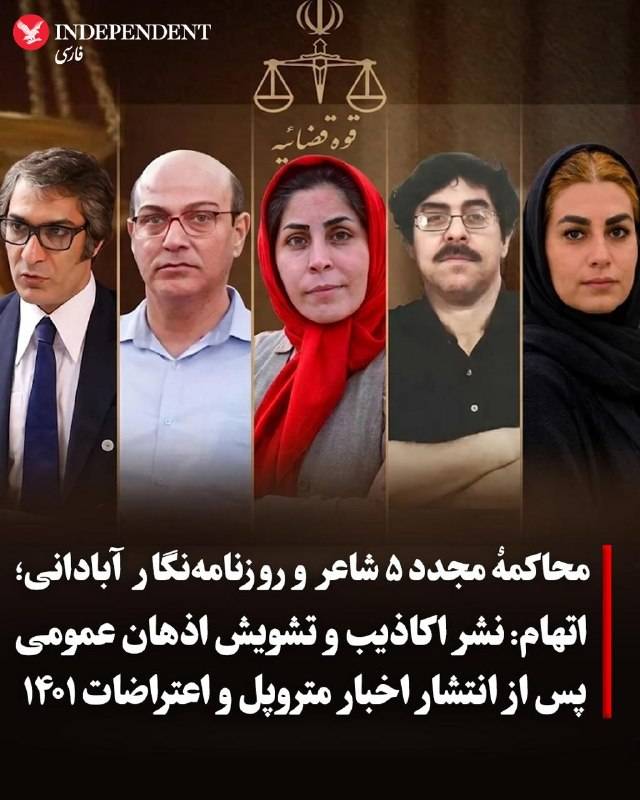 INDEPENDENT
فارسی
قوه قضائیه
محاکمهٔ مجدد ۵ شاعر و روزنامه‌نگار آبادانی؛
اتهام: نشر اکاذیب و تشویش اذهان عمومی
پس از انتشار اخبار متروپل و اعتراضات ۱۴۰۱